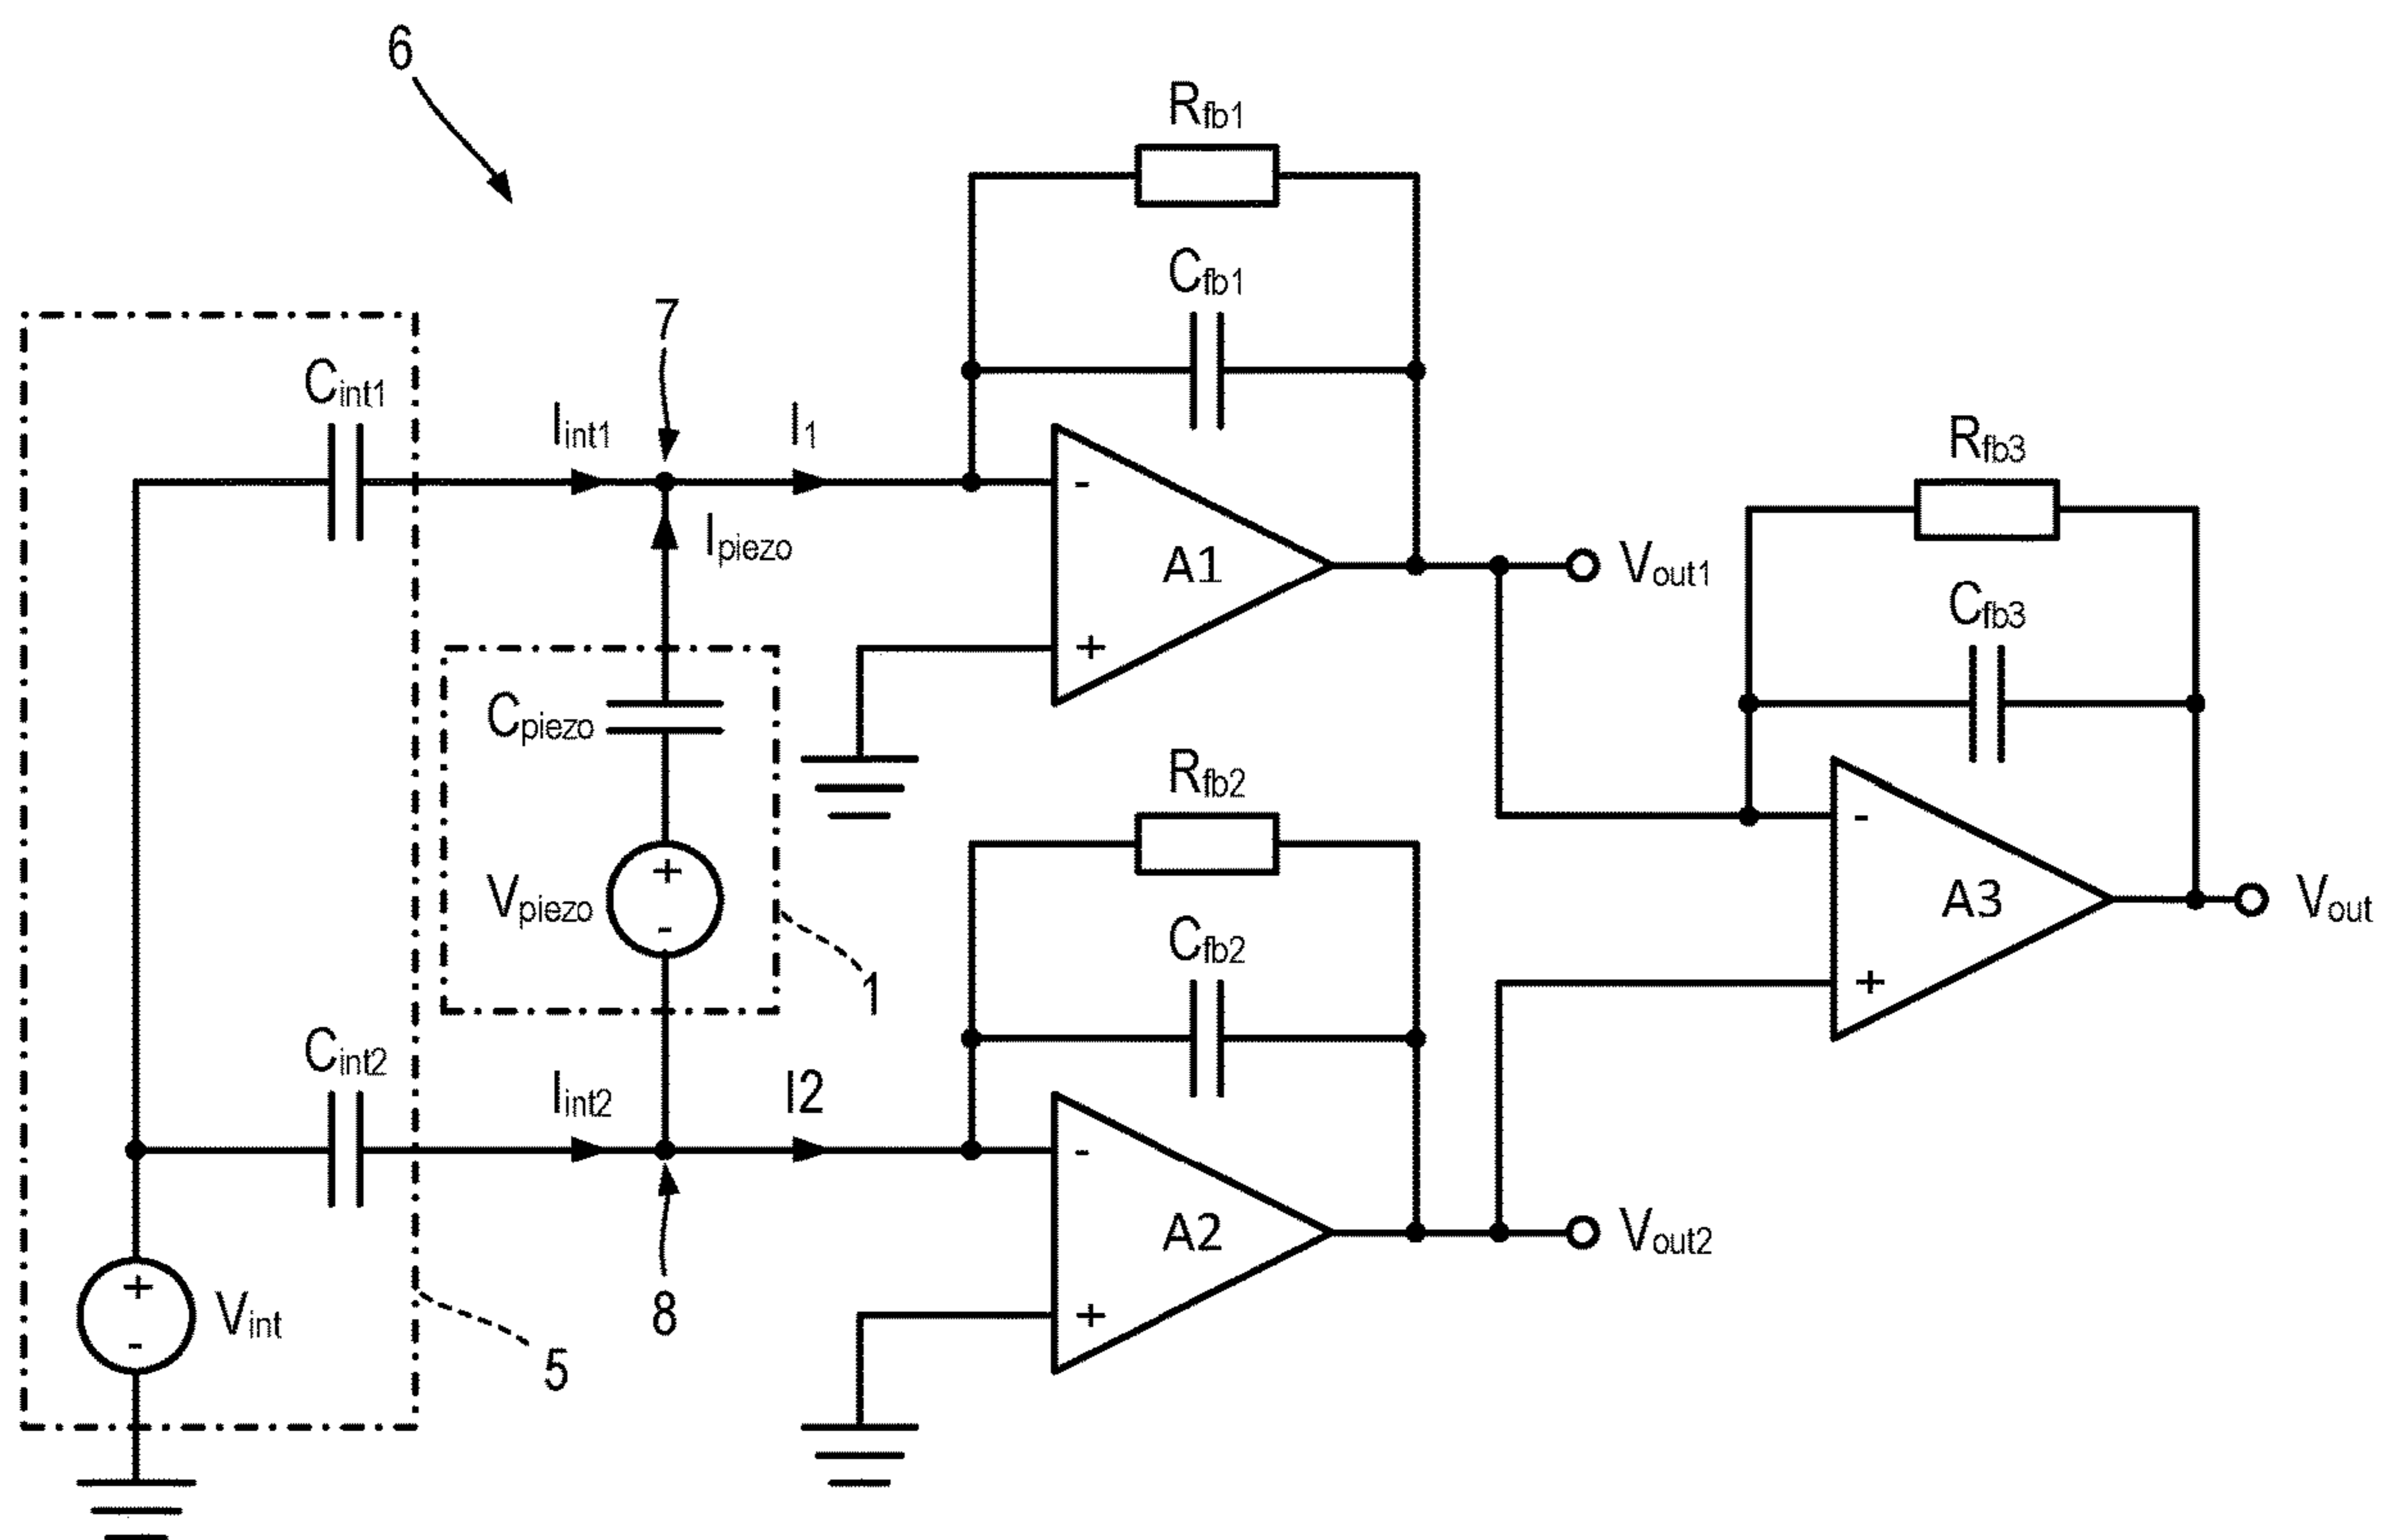 6
Rfb1
Cfb1
7
Cint1
Iint1
I1
Rfb3
-
Ipiezo
A1
Vout1
Cfb3
+
Cpiezo
Rfb2
-
+
Vpiezo
A3
Vout
-
Cfb2
+
1
Cint2
Iint2
I2
-
A2
Vout2
+
Vint
8
+
-
5